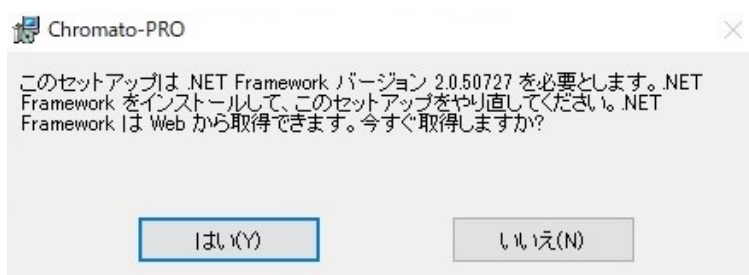 Chromato-PRO
このセットアップは .NET Framework バージョン 2.0.50727 を必要とします。.NET
Framework をインストールして、このセットアップをやり直してください。.NET
Framework は Web から取得できます。今すぐ取得しますか?
はい(Y)
いいえ(N)